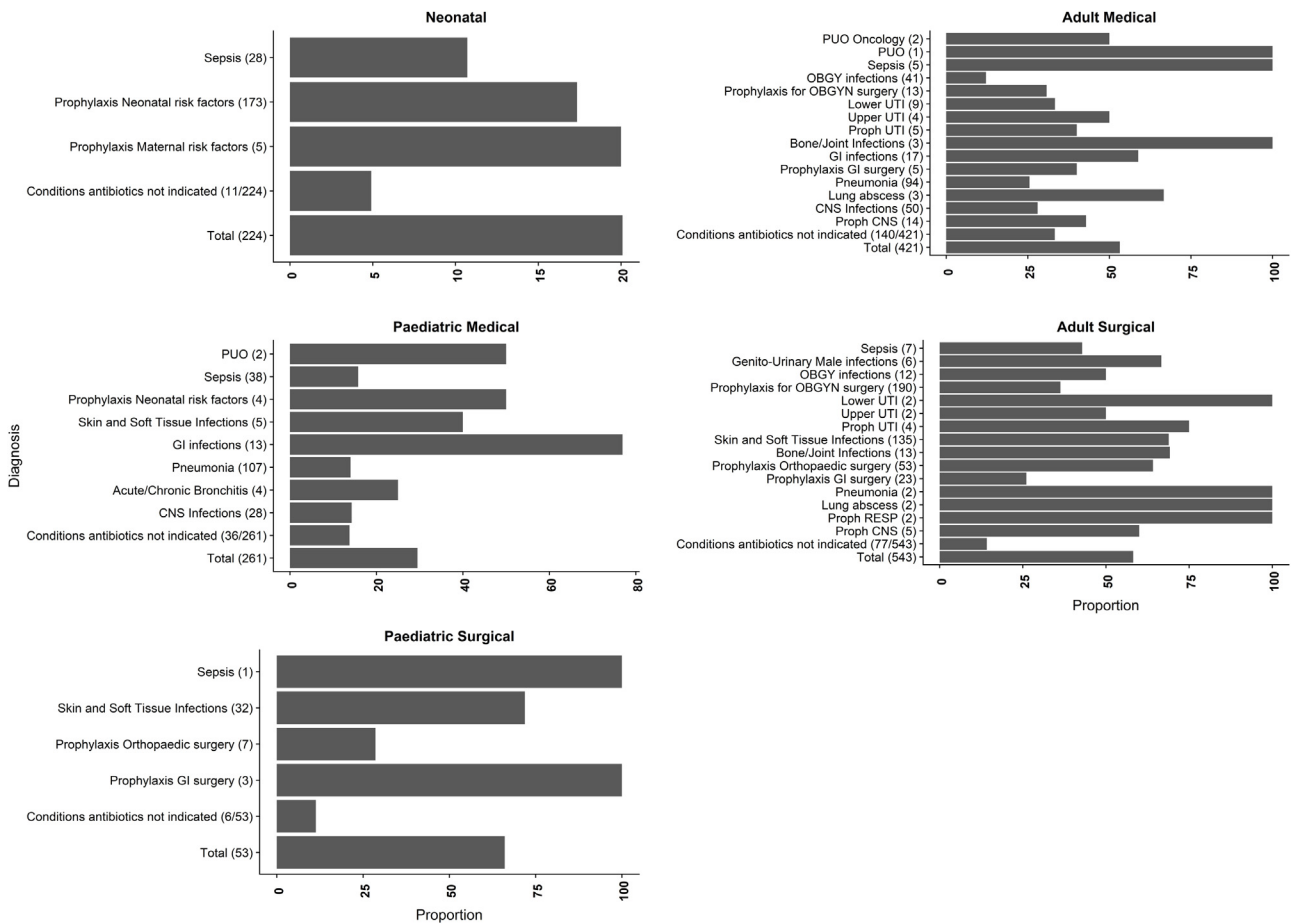 Neonatal
Sepsis (28)
Prophylaxis Neonatal risk factors (173)
Prophylaxis Maternal risk factors (5)
Conditions antibiotics not indicated (11/224)
Total (224)
0
5
10
15
20
Adult Medical
PUO Oncology (2)
PUO (1)
Sepsis (5)
OBGY infections (41)
Prophylaxis for OBGYN surgery (13)
Lower UTI (9)
Upper UTI (4)
Proph UTI (5)
Bone/Joint Infections (3)
GI infections (17)
Prophylaxis GI surgery (5)
Pneumonia (94)
Lung abscess (3)
CNS Infections (50)
Proph CNS (14)
Conditions antibiotics not indicated (140/421)
Total (421)
0
25
50
75
100
Diagnosis
Paediatric Medical
PUO (2)
Sepsis (38)
Prophylaxis Neonatal risk factors (4)
Skin and Soft Tissue Infections (5)
GI infections (13)
Pneumonia (107)
Acute/Chronic Bronchitis (4)
CNS Infections (28)
Conditions antibiotics not indicated (36/261)
Total (261)
0
20
40
60
80
Adult Surgical
Sepsis (7)
Genito-Urinary Male infections (6)
OBGY infections (12)
Prophylaxis for OBGYN surgery (190)
Lower UTI (2)
Upper UTI (2)
Proph UTI (4)
Skin and Soft Tissue Infections (135)
Bone/Joint Infections (13)
Prophylaxis Orthopaedic surgery (53)
Prophylaxis GI surgery (23)
Pneumonia (2)
Lung abscess (2)
Proph RESP (2)
Proph CNS (5)
Conditions antibiotics not indicated (77/543)
Total (543)
0
25
50
75
100
Proportion
Paediatric Surgical
Sepsis (1)
Skin and Soft Tissue Infections (32)
Prophylaxis Orthopaedic surgery (7)
Prophylaxis GI surgery (3)
Conditions antibiotics not indicated (6/53)
Total (53)
0
25
50
75
100
Proportion